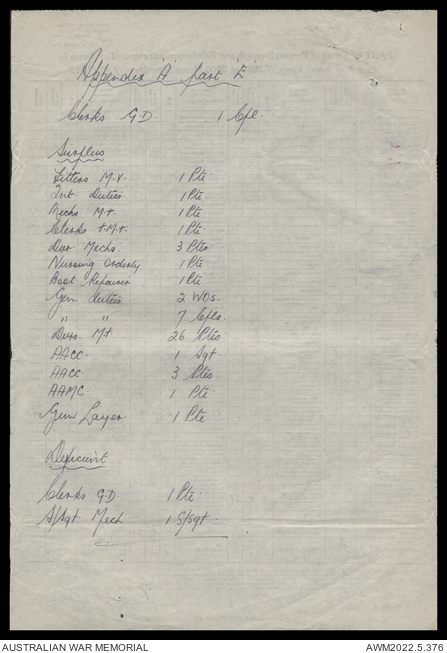 Appendix 'A' part E
Clerks G.D. 1 Cpl.
Surplus
Fitters M.V. 1 Pte.
Int. Duties 1 Pte
Mechs. M.T. 1 Pte.
Clerks M.T. 1 Pte.
Dvr. Mechs. 3 Ptes.
Nursing Orderly 1 Pte.
Boot Repairer 1 Pte.
Gen. Duties 2 WOs.
" " 7 Cpls.
Dvrs. M.T 26 Ptes.
AACC. 1 Sgt
AACC. 3 Ptes
AAMC. 1 Pte
Gun Layer. 1 Pte.
Deficient
Clerks G.D. 1 Pte.
S/Sgt Mech 1 S/Sgt
AUSTRALIAN WAR MEMORIAL
AWM2022.5.376